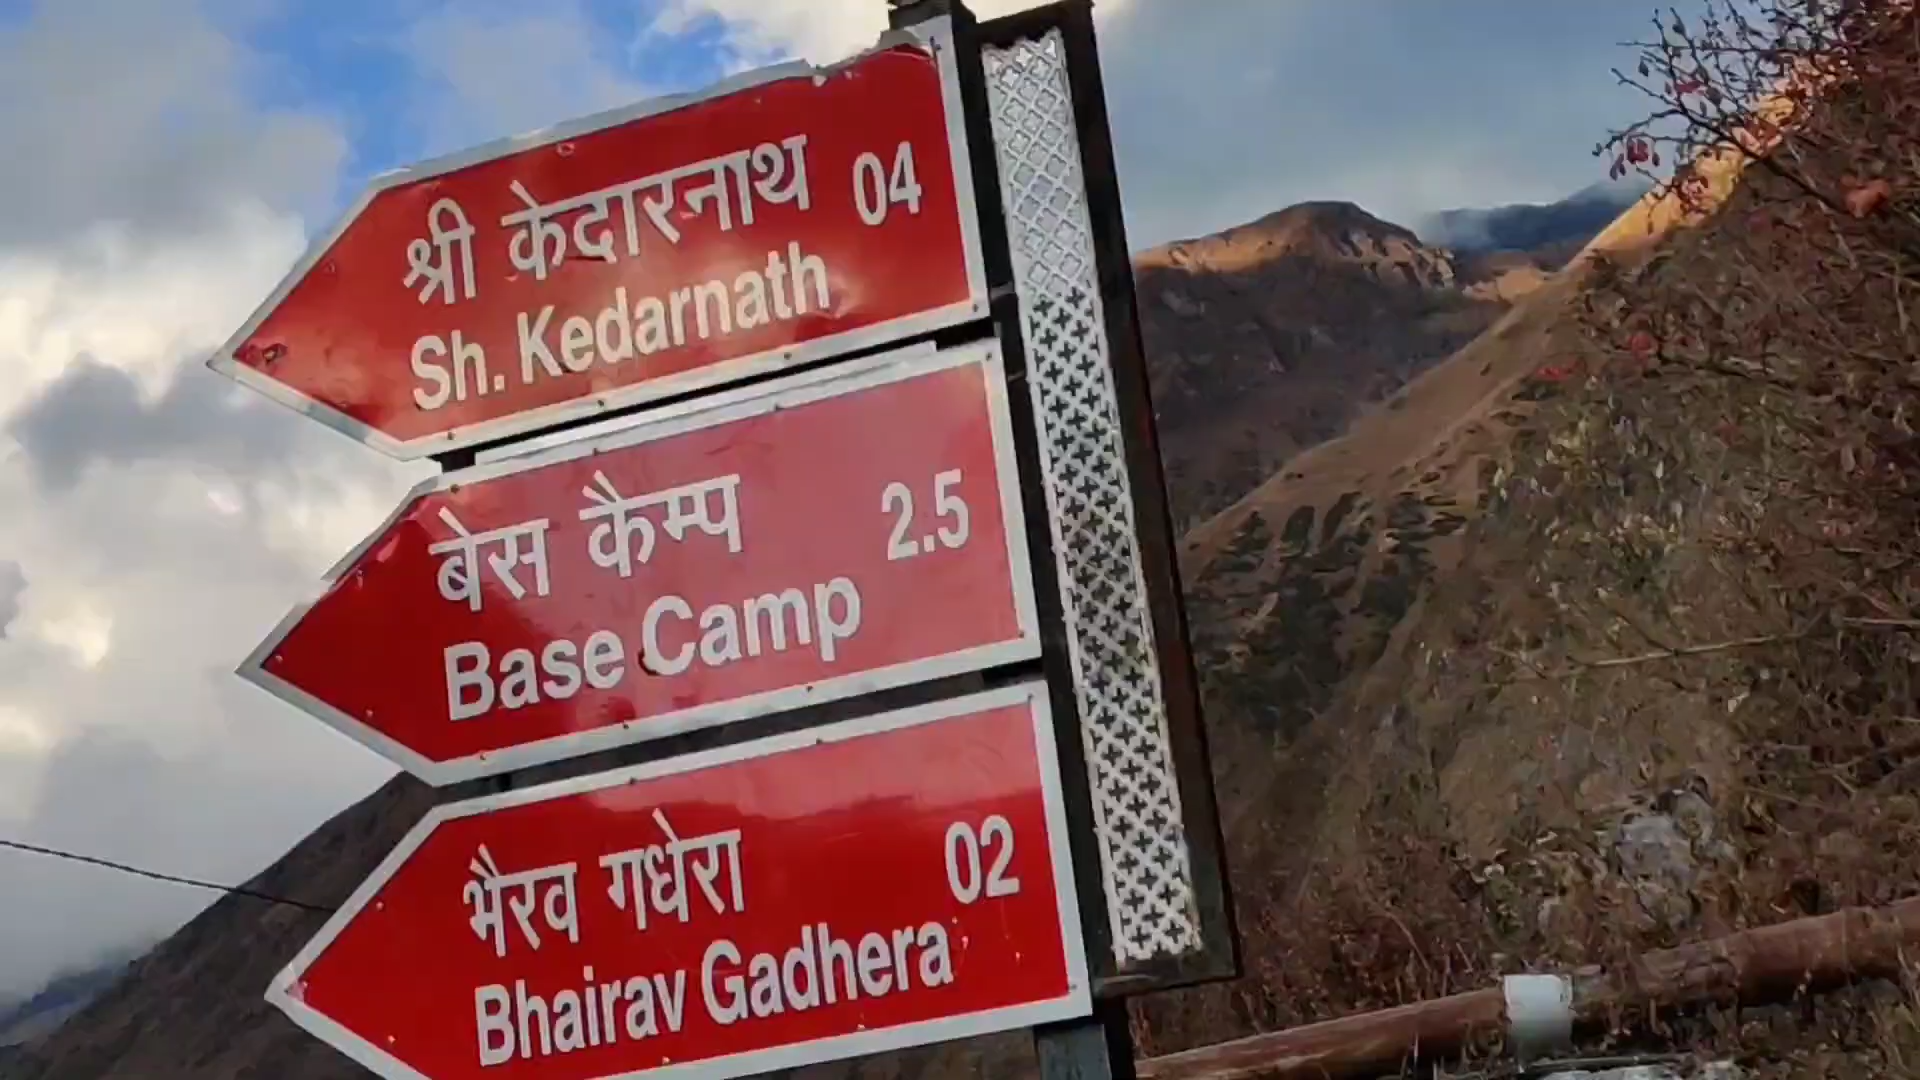 श्री केदारनाथ 04
Sh. Kedarnath
बेस कैम्प 2.5
Base Camp
भैरव गधेरा 02
Bhairav Gadhera